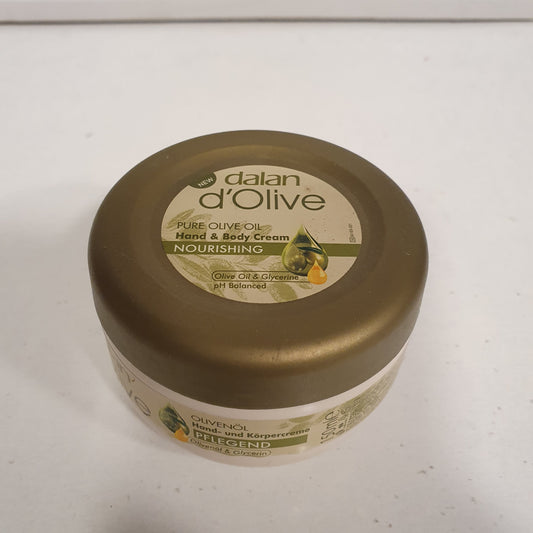 NEW
dalan
d'Olive
PURE OLIVE OIL
Hand & Body Cream
NOURISHING
Olive Oil & Glycerine
pH Balanced
OLIVENÖL
Hand- und Körpercreme
PFLEGEND
Olivenöl & Glycerin